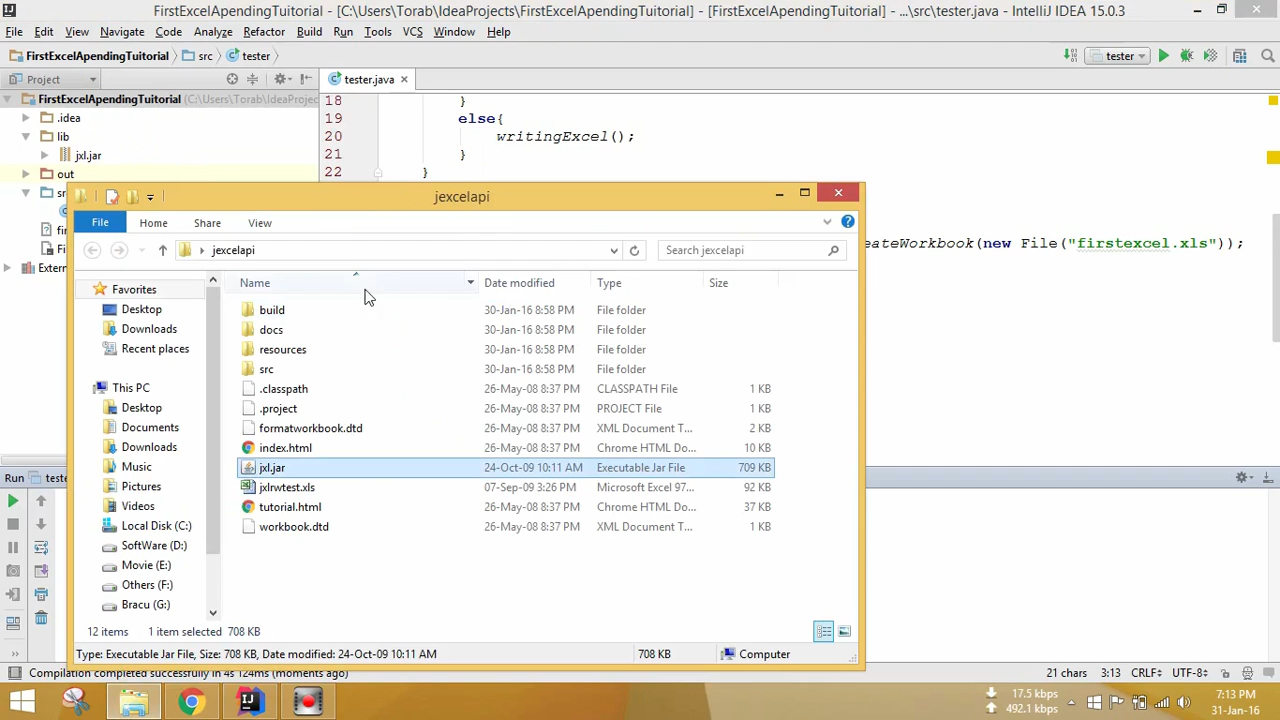 FirstExcelApendingTuitorial - [C:\Users\Torab\IdeaProjects\FirstExcelApendingTuitorial] - [FirstExcelApendingTuitorial] - ...\src\tester.java - IntelliJ IDEA 15.0.3
File Edit View Navigate Code Analyze Refactor Build Run Tools VCS Window Help
FirstExcelApendingTuitorial src tester
tester
Project
tester.java
FirstExcelApendingTuitorial (C:\Users\Torab\IdeaProjec
.idea
lib
jxl.jar
out
18 }
19 else{
20 writingExcel();
21 }
22 }
eateWorkbook(new File("firstexcel.xls"));
jexcelapi
File Home Share View
jexcelapi
Search jexcelapi
Name Date modified Type Size
Favorites
Desktop
Downloads
Recent places
This PC
Desktop
Documents
Downloads
Music
Pictures
Videos
Local Disk (C:)
SoftWare (D:)
Movie (E:)
Others (F:)
Bracu (G:)
build 30-Jan-16 8:58 PM File folder
docs 30-Jan-16 8:58 PM File folder
resources 30-Jan-16 8:58 PM File folder
src 30-Jan-16 8:58 PM File folder
.classpath 26-May-08 8:37 PM CLASSPATH File 1 KB
.project 26-May-08 8:37 PM PROJECT File 1 KB
formatworkbook.dtd 26-May-08 8:37 PM XML Document T... 2 KB
index.html 26-May-08 8:37 PM Chrome HTML Do... 10 KB
jxl.jar 24-Oct-09 10:11 AM Executable Jar File 709 KB
jxlrwtest.xls 07-Sep-09 3:26 PM Microsoft Excel 97... 92 KB
tutorial.html 26-May-08 8:37 PM Chrome HTML Do... 37 KB
workbook.dtd 26-May-08 8:37 PM XML Document T... 1 KB
12 items 1 item selected 708 KB
Type: Executable Jar File, Size: 708 KB, Date modified: 24-Oct-09 10:11 AM 708 KB Computer
Run
Compilation completed successfully in 4s 124ms (moments ago)
21 chars 3:13 CRLF UTF-8
17.5 kbps
492.1 kbps
7:13 PM
31-Jan-16